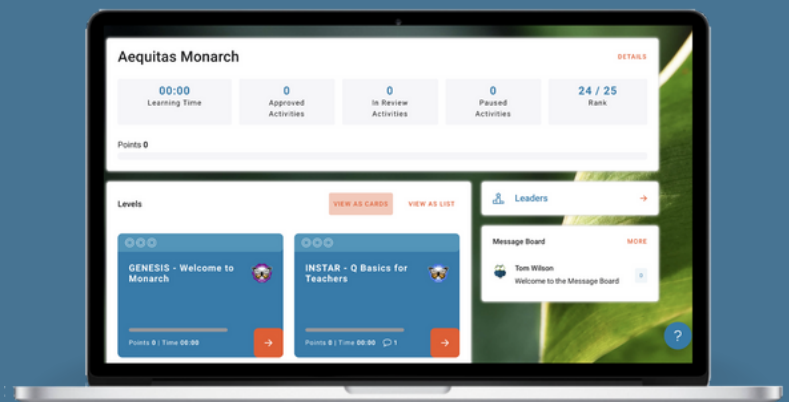 Aequitas Monarch
DETAILS
00:00
Learning Time
0
Approved
Activities
0
In Review
Activities
0
Paused
Activities
24 / 25
Rank
Points 0
Levels
VIEW AS CARDS
VIEW AS LIST
GENESIS - Welcome to
Monarch
Points 0 | Time 00:00
INSTAR - Q Basics for
Teachers
Points 0 | Time 00:00 1
Leaders
Message Board
MORE
Tom Wilson
Welcome to the Message Board
0
?